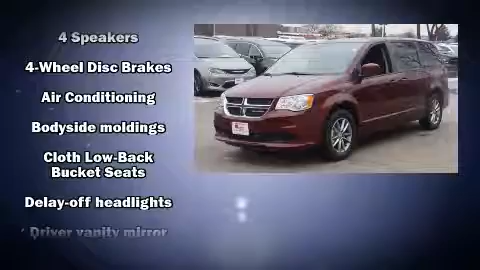 4 Speakers
4-Wheel Disc Brakes
Air Conditioning
Bodyside moldings
Cloth Low-Back
Bucket Seats
Delay-off headlights
Driver vanity mirror